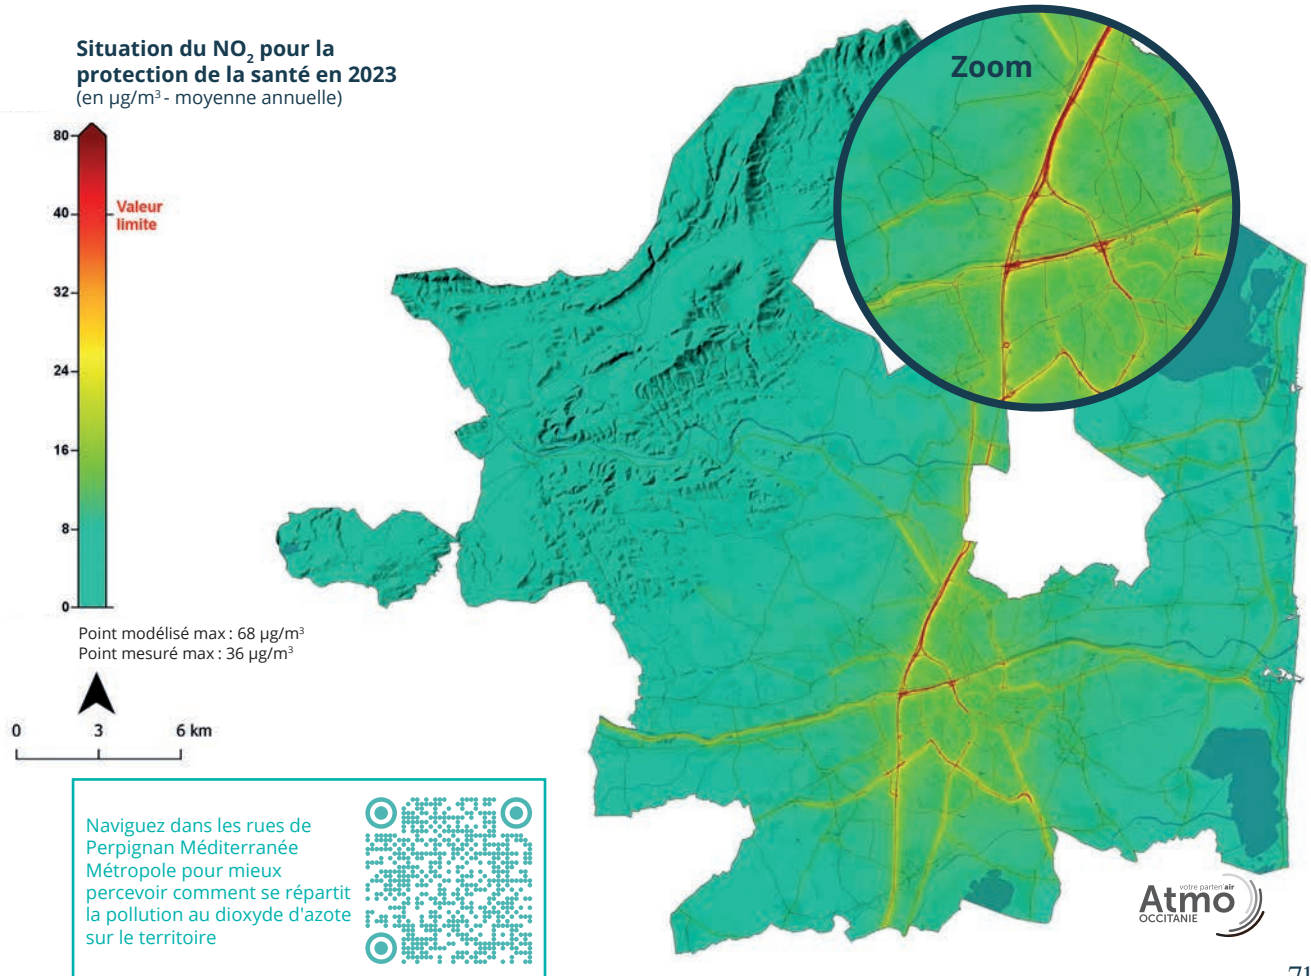 Situation du NO₂ pour la
protection de la santé en 2023
(en µg/m³ - moyenne annuelle)
Zoom
80
40
Valeur
limite
32
24
16
8
0
Point modélisé max : 68 µg/m³
Point mesuré max : 36 µg/m³
0 3 6 km
Naviguez dans les rues de
Perpignan Méditerranée
Métropole pour mieux
percevoir comment se répartit
la pollution au dioxyde d'azote
sur le territoire
votre parten'air
Atmo
OCCITANIE
71